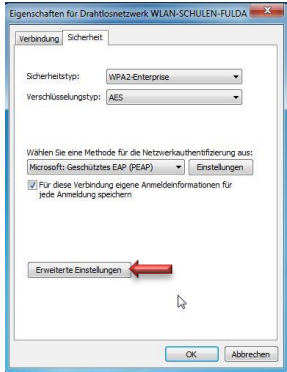 Eigenschaften für Drahtlosnetzwerk WLAN-SCHULEN-FULDA
Verbindung Sicherheit
Sicherheitstyp: WPA2-Enterprise
Verschlüsselungstyp: AES
Wählen Sie eine Methode für die Netzwerkauthentifizierung aus:
Microsoft: Geschütztes EAP (PEAP) Einstellungen
Für diese Verbindung eigene Anmeldeinformationen für
jede Anmeldung speichern
Erweiterte Einstellungen
OK Abbrechen